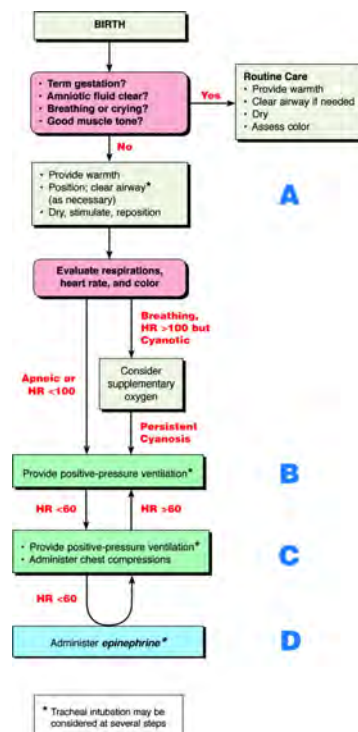 BIRTH
• Term gestation?
• Amniotic fluid clear?
• Breathing or crying?
• Good muscle tone?
Yes
Routine Care
• Provide warmth
• Clear airway if needed
• Dry
• Assess color
No
• Provide warmth
• Position; clear airway*
(as necessary)
• Dry, stimulate, reposition
A
Evaluate respirations,
heart rate, and color
Breathing,
HR >100 but
Cyanotic
Apneic or
HR <100
Consider
supplementary
oxygen
Persistent
Cyanosis
Provide positive-pressure ventilation*
B
HR <60
HR >60
• Provide positive-pressure ventilation*
• Administer chest compressions
C
HR <60
Administer epinephrine*
D
* Tracheal intubation may be
considered at several steps